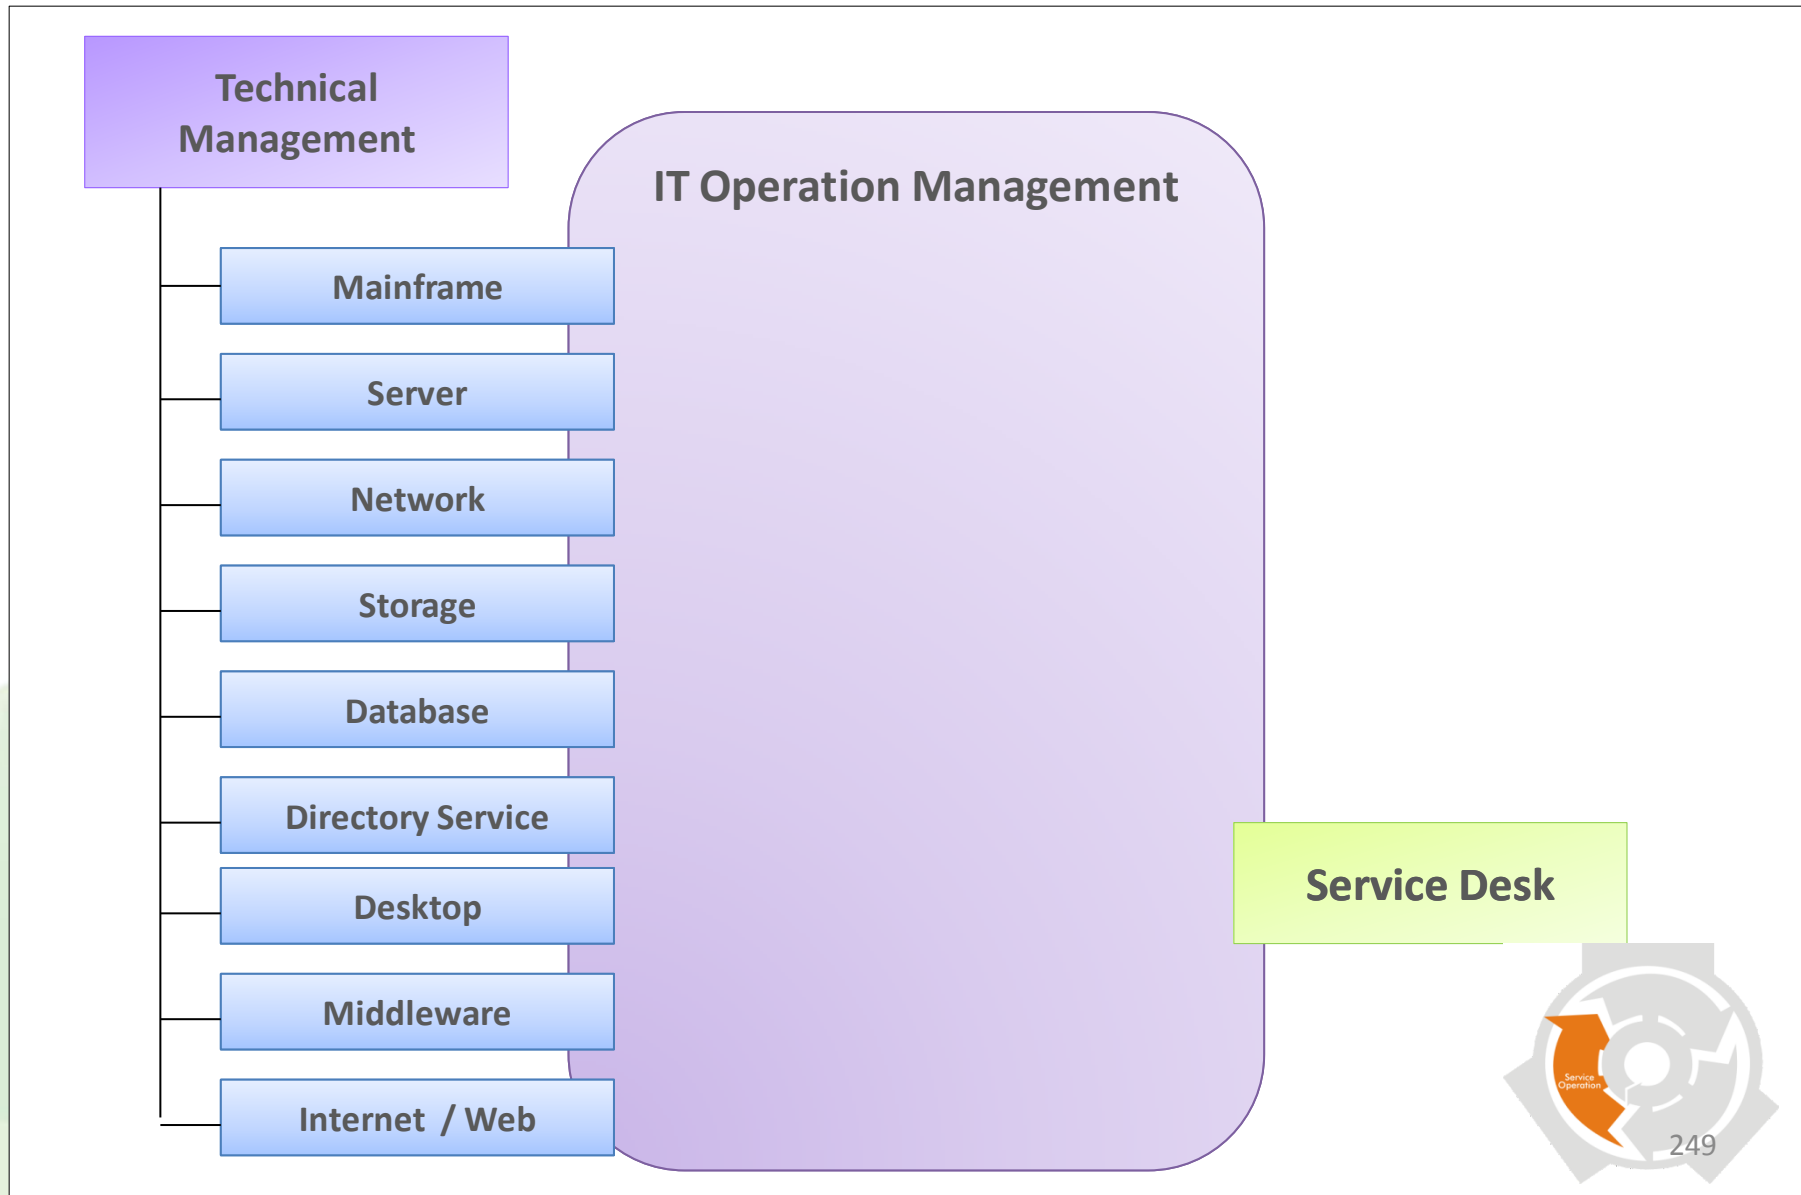 Technical
Management
IT Operation Management
Mainframe
Server
Network
Storage
Database
Directory Service
Desktop
Middleware
Internet / Web
Service Desk
Service
Operation
249